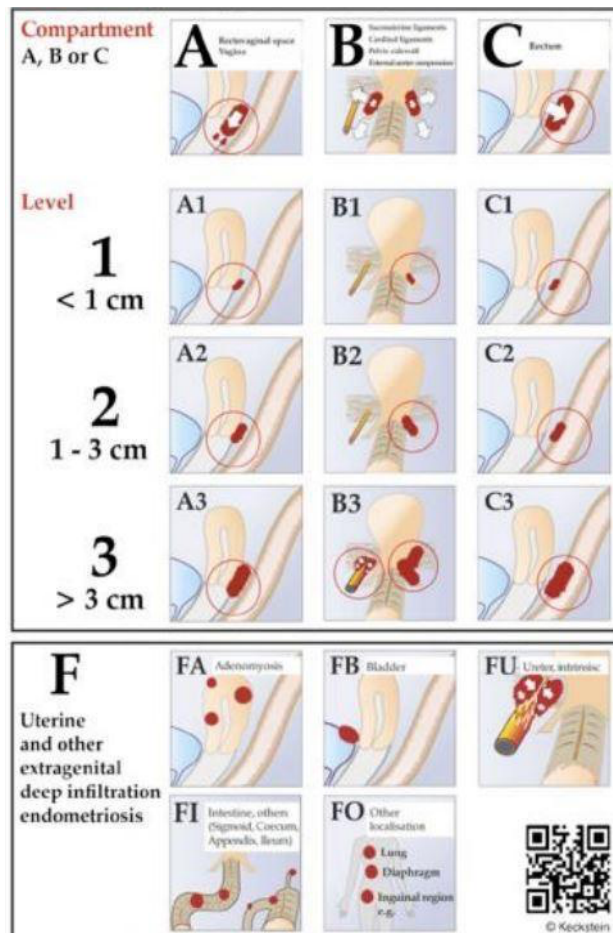 Compartment
A, B or C
A
Rectovaginal space
Vagina
B
Sacrouterine ligaments
Cardinal ligaments
Pelvic sidewall
External ureter compression
C
Rectum
Level
1
< 1 cm
A1
B1
C1
2
1 - 3 cm
A2
B2
C2
3
> 3 cm
A3
B3
C3
F
Uterine
and other
extragenital
deep infiltration
endometriosis
FA
Adenomyosis
FB
Bladder
FU
Ureter, intrinsic
FI
Intestine, others
(Sigmoid, Coecum,
Appendix, Ileum)
FO
Other
localisation
Lung
Diaphragm
Inguinal region
e.g.
© Keckstein